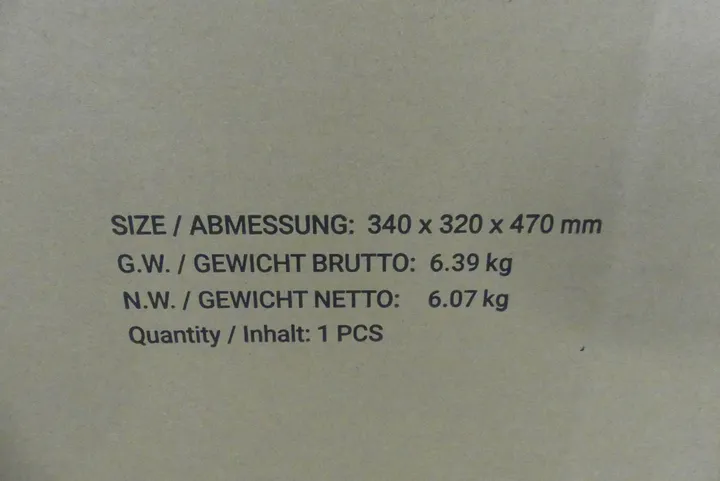 SIZE / ABMESSUNG: 340 x 320 x 470 mm
G.W. / GEWICHT BRUTTO: 6.39 kg
N.W. / GEWICHT NETTO: 6.07 kg
Quantity / Inhalt: 1 PCS